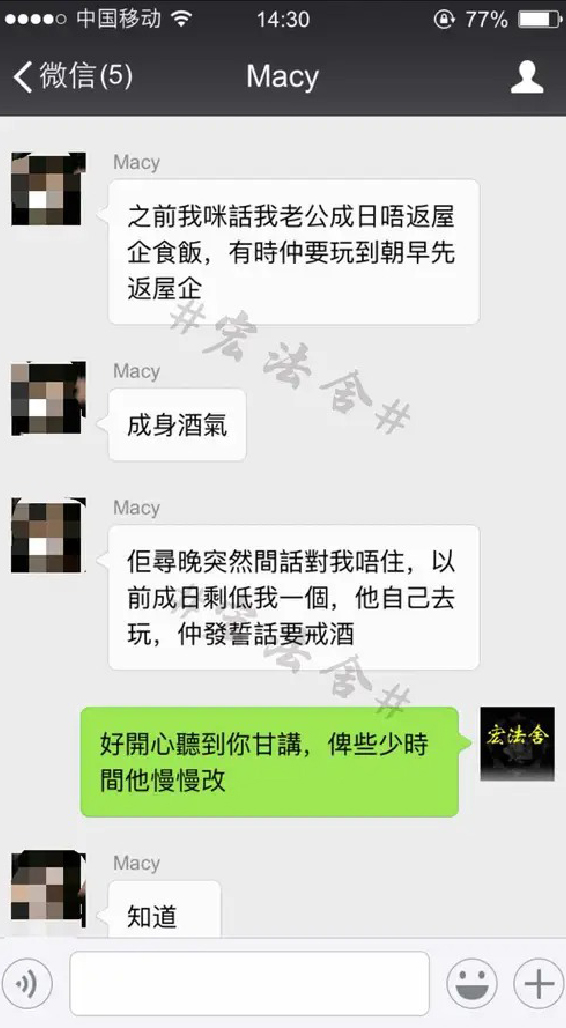 中国移动
14:30
77%
微信(5)
Macy
Macy
之前我咪話我老公成日唔返屋
企食飯，有時仲要玩到朝早先
返屋企
#宏法舍#
Macy
成身酒氣
Macy
佢尋晚突然間話對我唔住，以
前成日剩低我一個，他自己去
玩，仲發誓話要戒酒
#宏法舍#
好開心聽到你甘講，俾些少時
間他慢慢改
宏法舍
Macy
知道